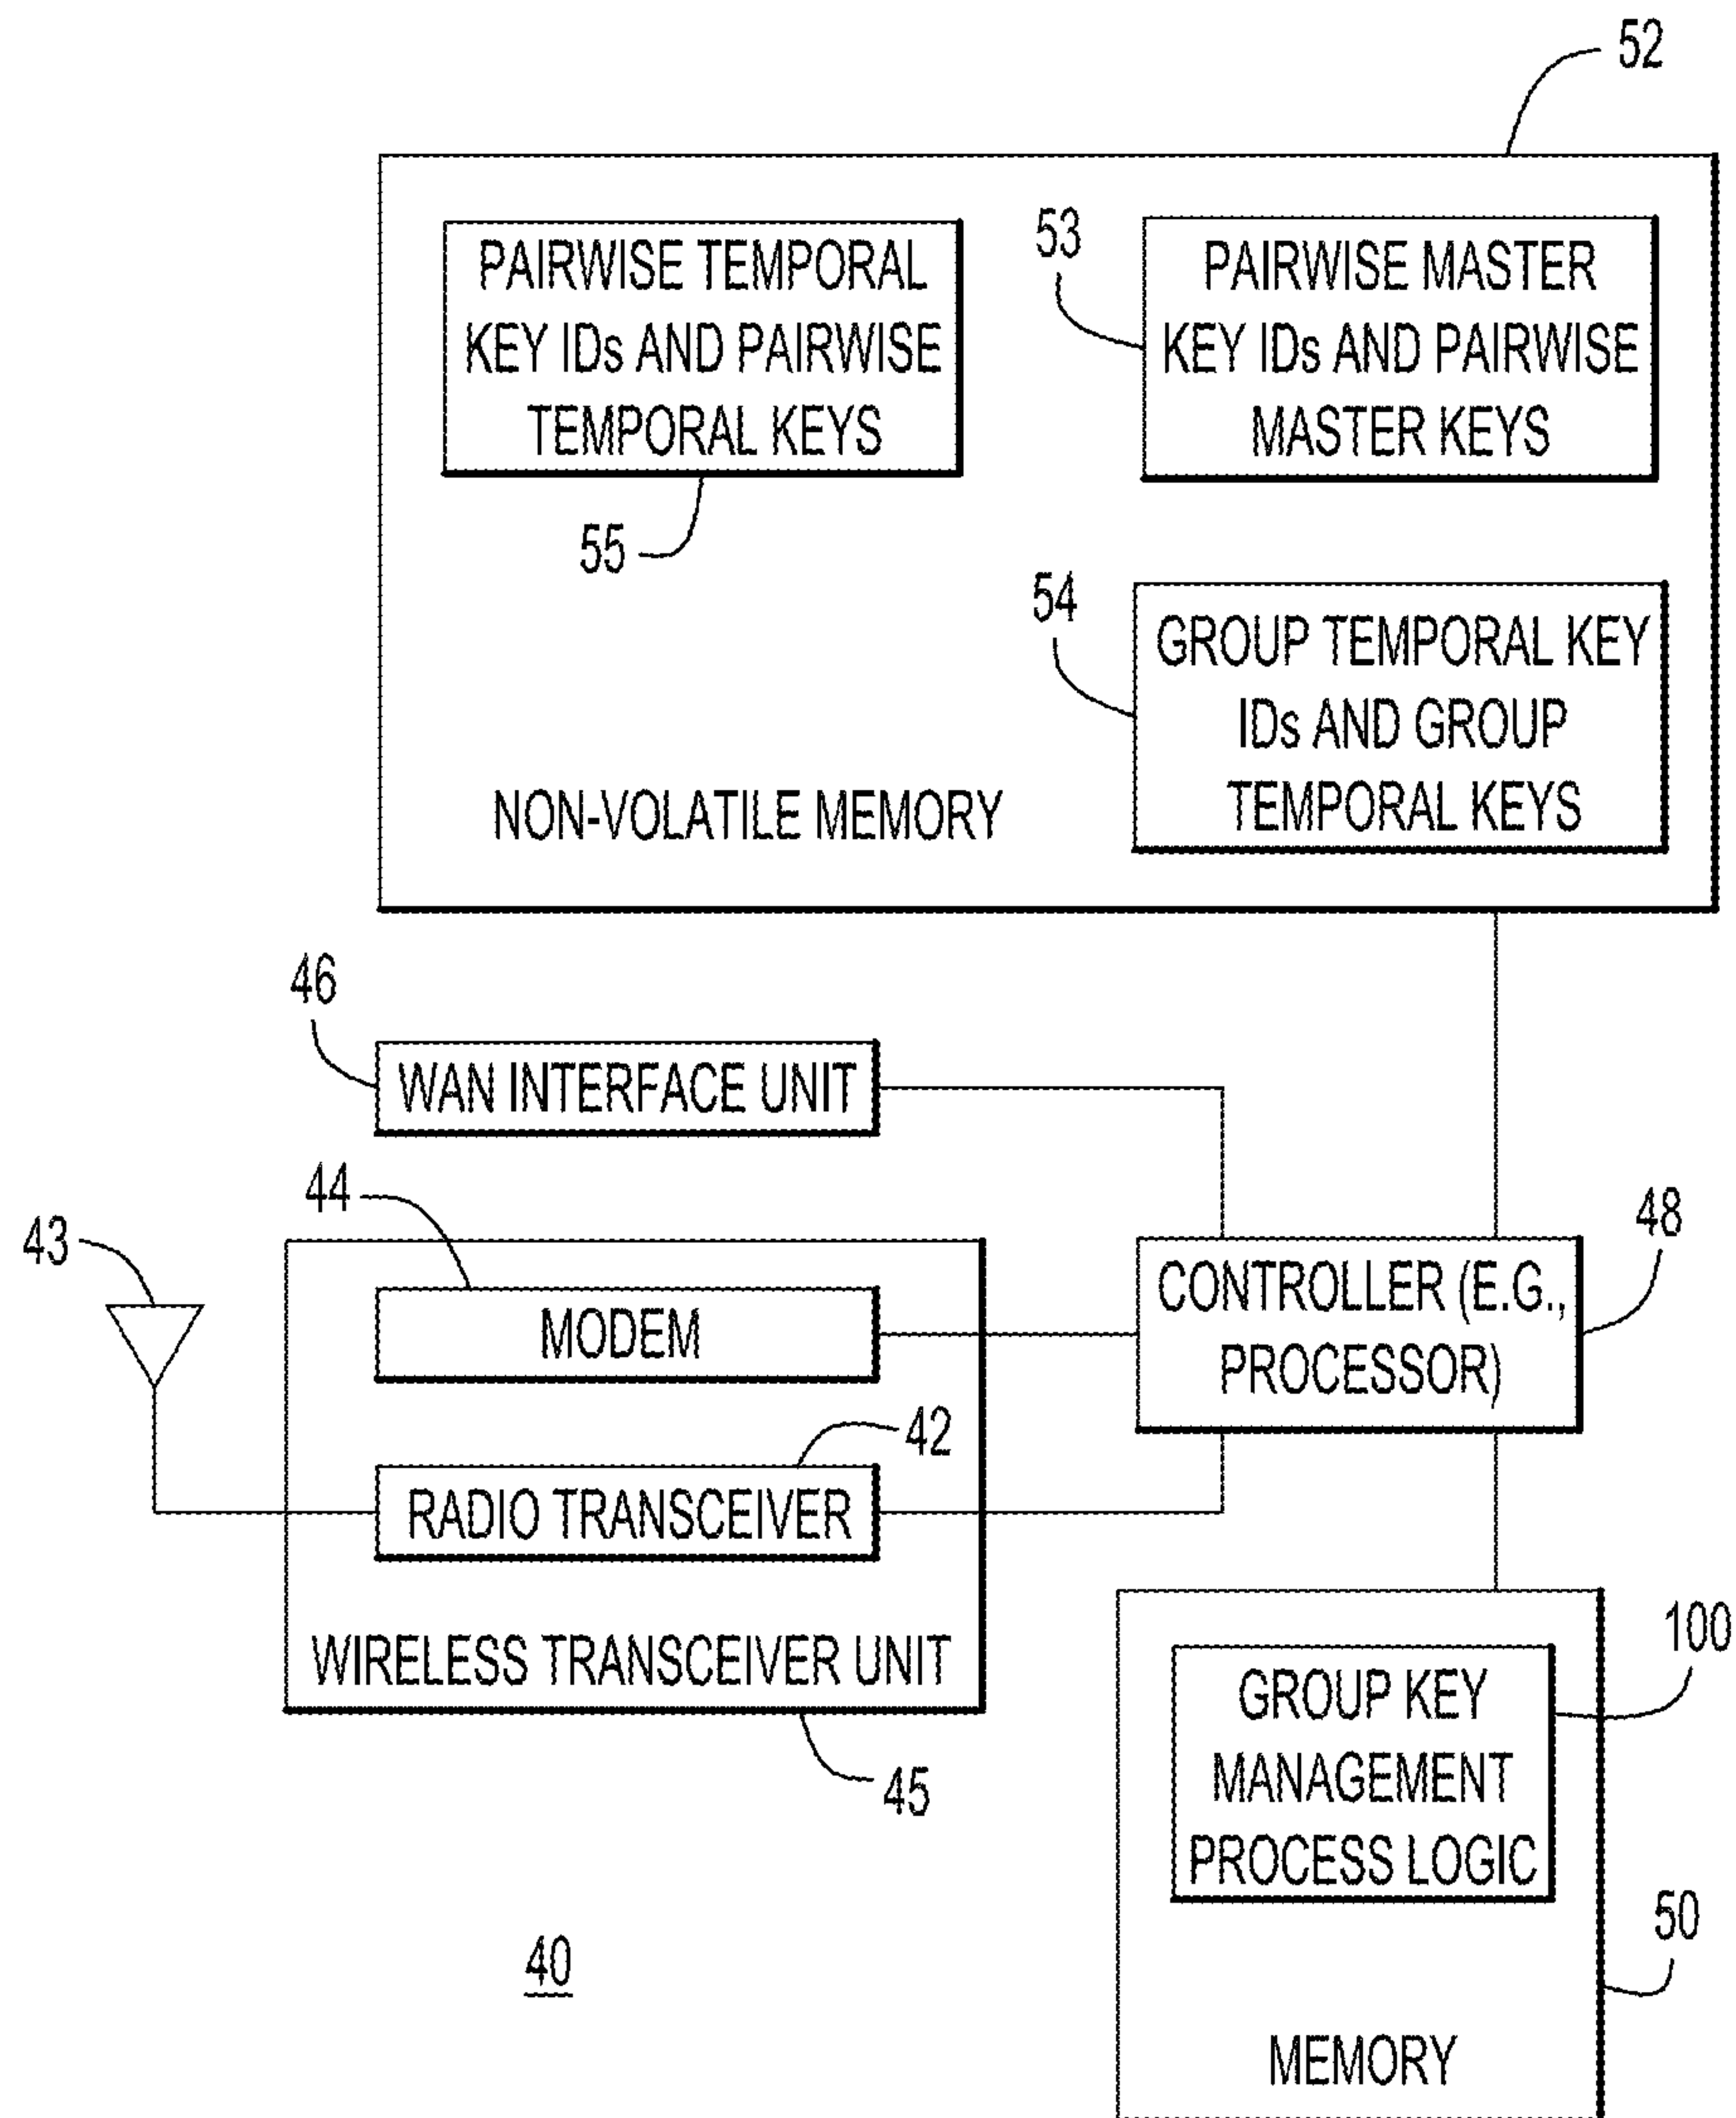 52
PAIRWISE TEMPORAL
KEY IDs AND PAIRWISE
TEMPORAL KEYS
55
53
PAIRWISE MASTER
KEY IDs AND PAIRWISE
MASTER KEYS
54
GROUP TEMPORAL KEY
IDs AND GROUP
TEMPORAL KEYS
NON-VOLATILE MEMORY
46
WAN INTERFACE UNIT
44
43
MODEM
42
RADIO TRANSCEIVER
WIRELESS TRANSCEIVER UNIT
45
48
CONTROLLER (E.G.,
PROCESSOR)
100
GROUP KEY
MANAGEMENT
PROCESS LOGIC
50
MEMORY
40